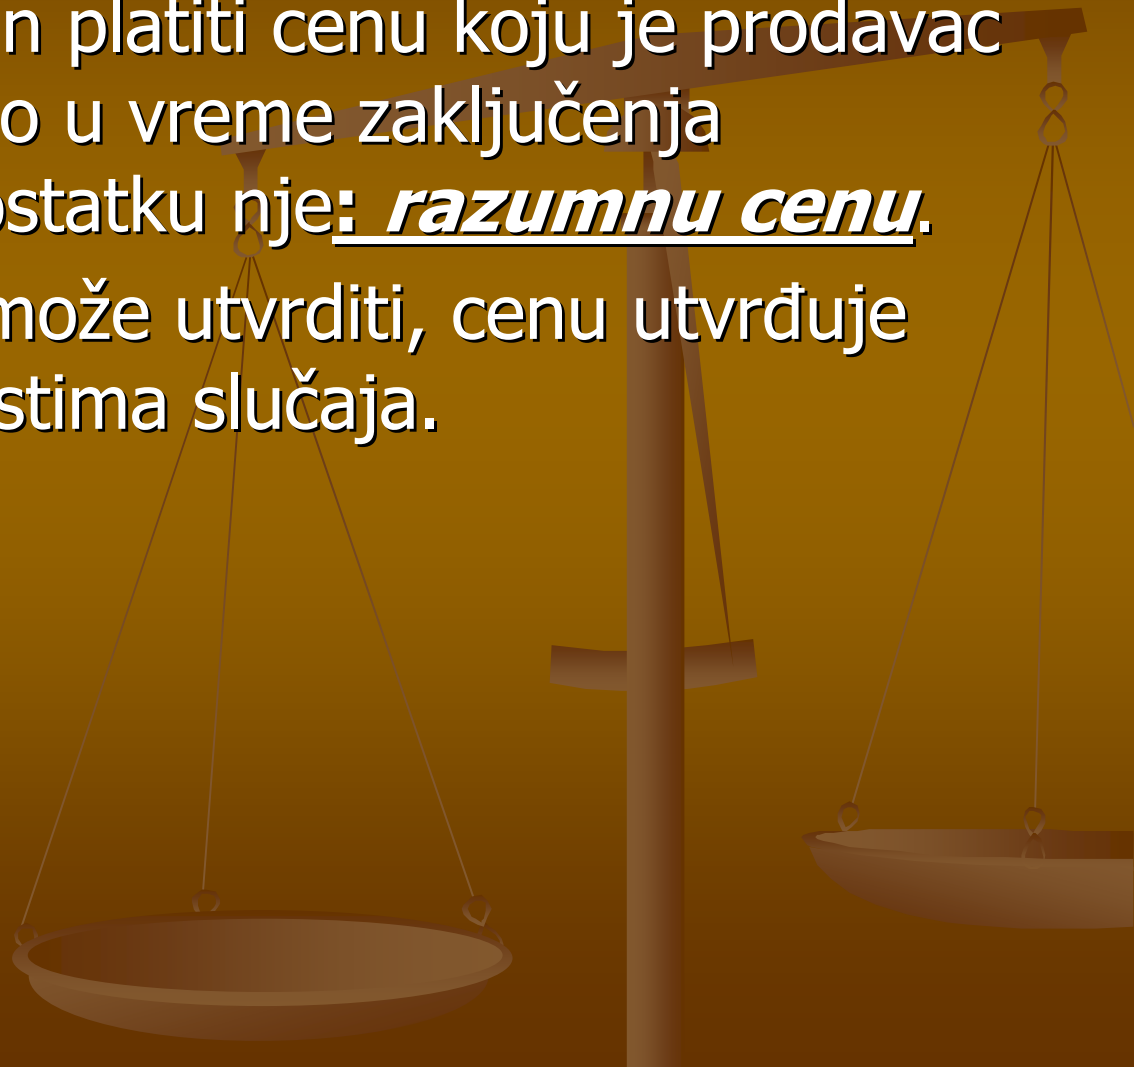 n platiti cenu koju je prodavac
o u vreme zaključenja
ostatku nje: razumnu cenu.
može utvrditi, cenu utvrđuje
stima slučaja.